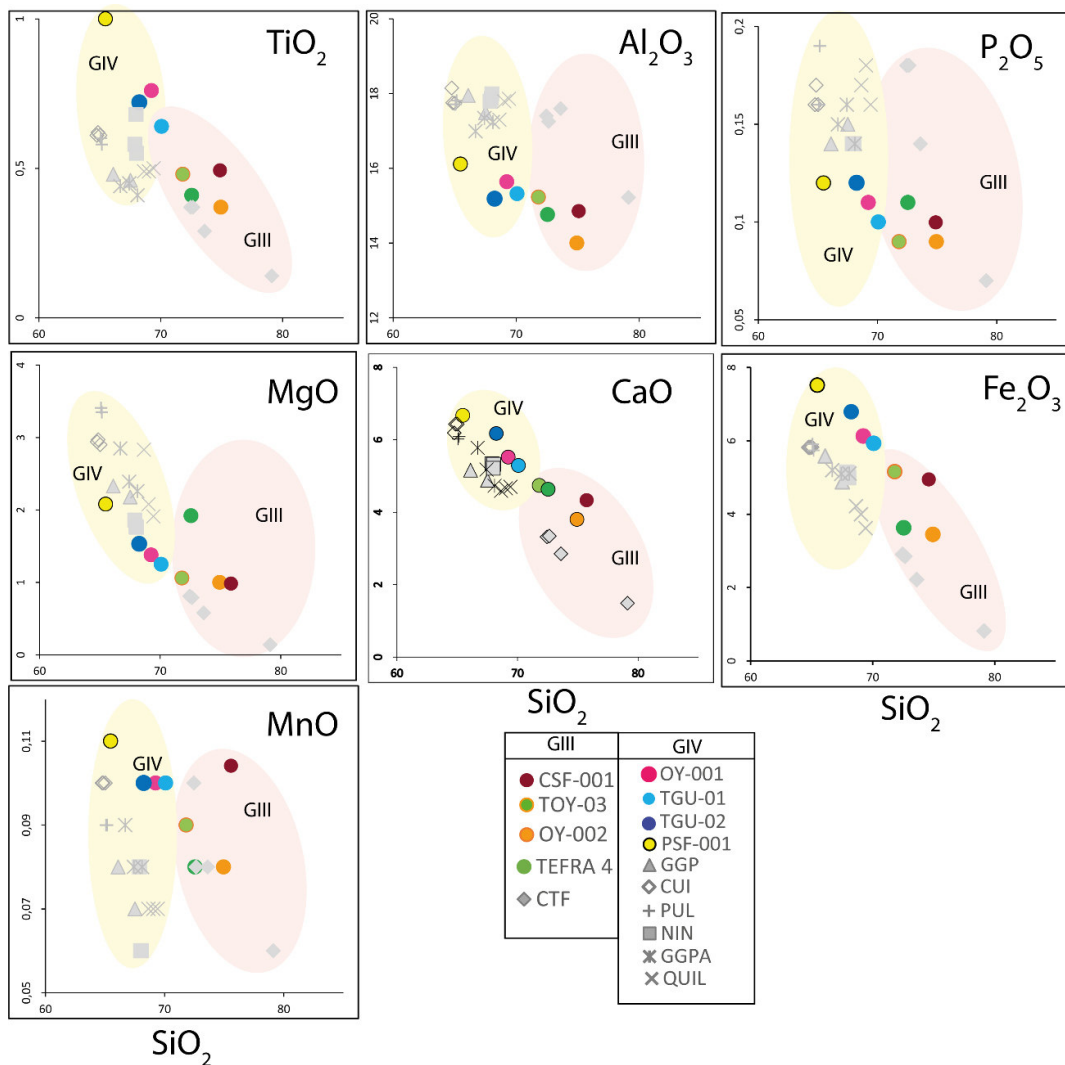 TiO2
1
0,5
0
GIV
GIII
60
70
80
Al2O3
20
18
16
14
12
GIV
GIII
60
70
80
P2O5
0,2
0,15
0,1
0,05
GIV
GIII
60
70
80
MgO
4
3
2
1
0
GIV
GIII
60
70
80
CaO
8
6
4
2
0
GIV
GIII
60
70
80
SiO2
Fe2O3
8
6
4
2
0
GIV
GIII
60
70
80
SiO2
MnO
0,11
0,09
0,07
0,05
GIV
GIII
60
70
80
SiO2
GIII
CSF-001
TOY-03
OY-002
TEFRA 4
CTF
GIV
OY-001
TGU-01
TGU-02
PSF-001
GGP
CUI
PUL
NIN
GGPA
QUIL